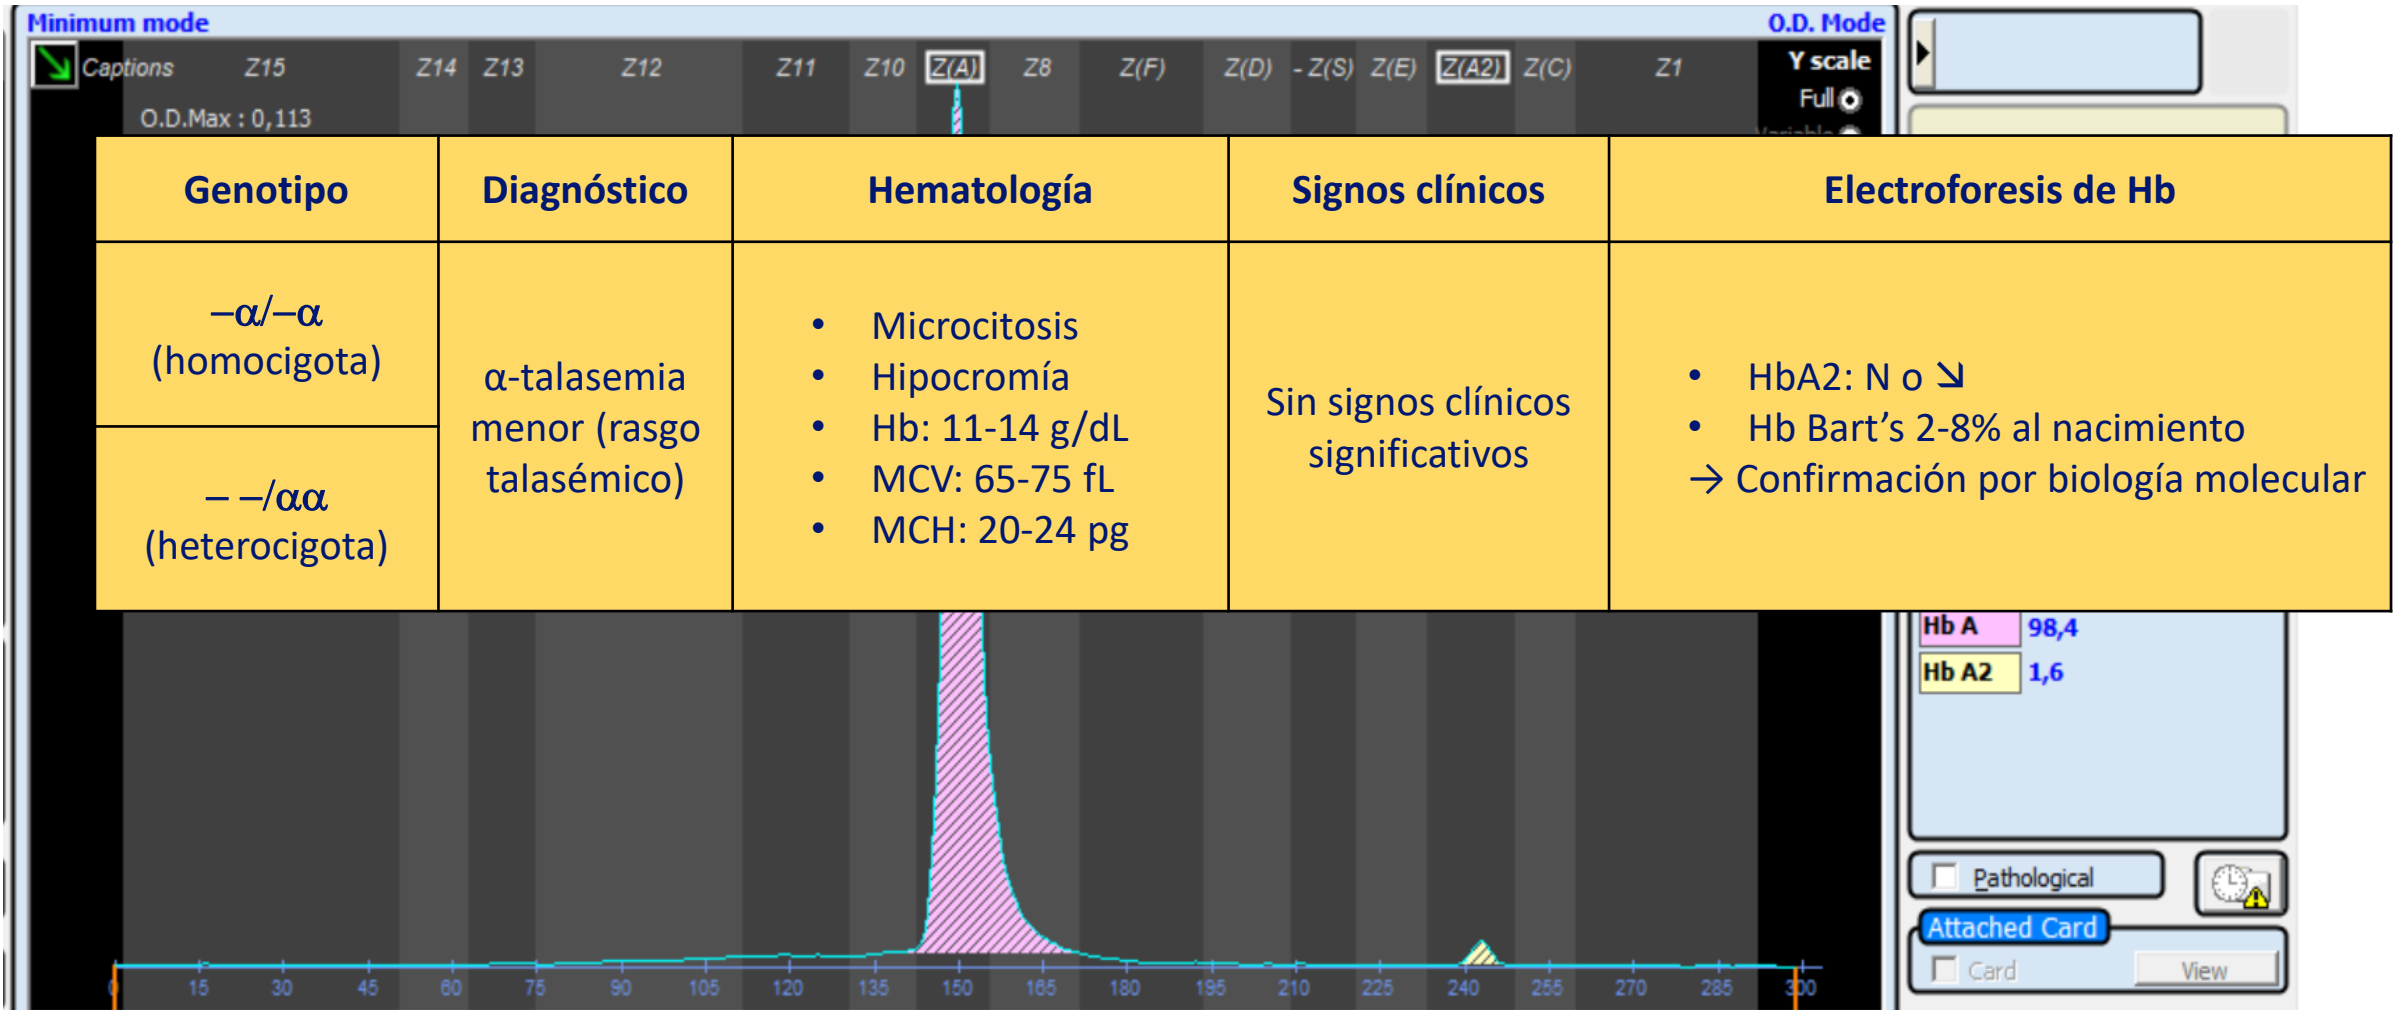 Minimum mode
O.D. Mode
Captions Z15 Z14 Z13 Z12 Z11 Z10 Z(A) Z8 Z(F) Z(D) - Z(S) Z(E) Z(A2) Z(C) Z1
Y scale
Full
O.D.Max : 0,113
Variable
Genotipo Diagnóstico Hematología Signos clínicos Electroforesis de Hb
–α/–α
(homocigota)
– –/αα
(heterocigota)
α-talasemia
menor (rasgo
talasémico)
• Microcitosis
• Hipocromía
• Hb: 11-14 g/dL
• MCV: 65-75 fL
• MCH: 20-24 pg
Sin signos clínicos
significativos
• HbA2: N o ↘
• Hb Bart’s 2-8% al nacimiento
→ Confirmación por biología molecular
Hb A 98,4
Hb A2 1,6
Pathological
Attached Card
Card View
0 15 30 45 60 75 90 105 120 135 150 165 180 195 210 225 240 255 270 285 300